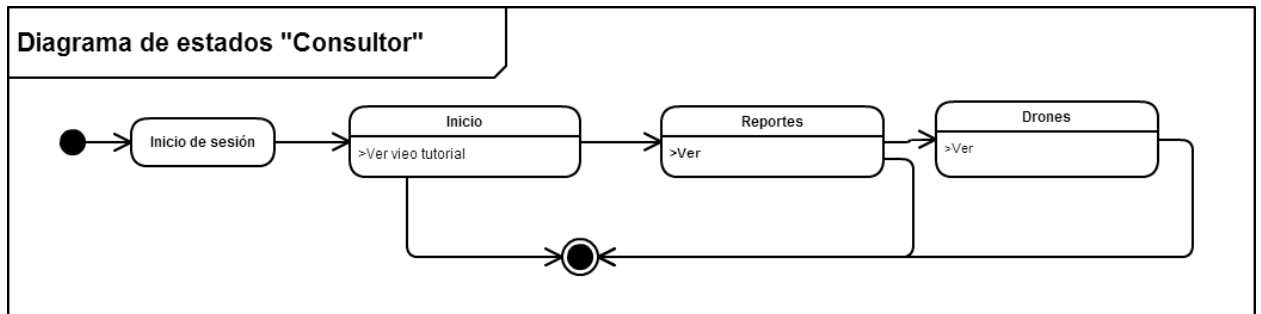 Diagrama de estados "Consultor"
Inicio de sesión
Inicio
>Ver vieo tutorial
Reportes
>Ver
Drones
>Ver